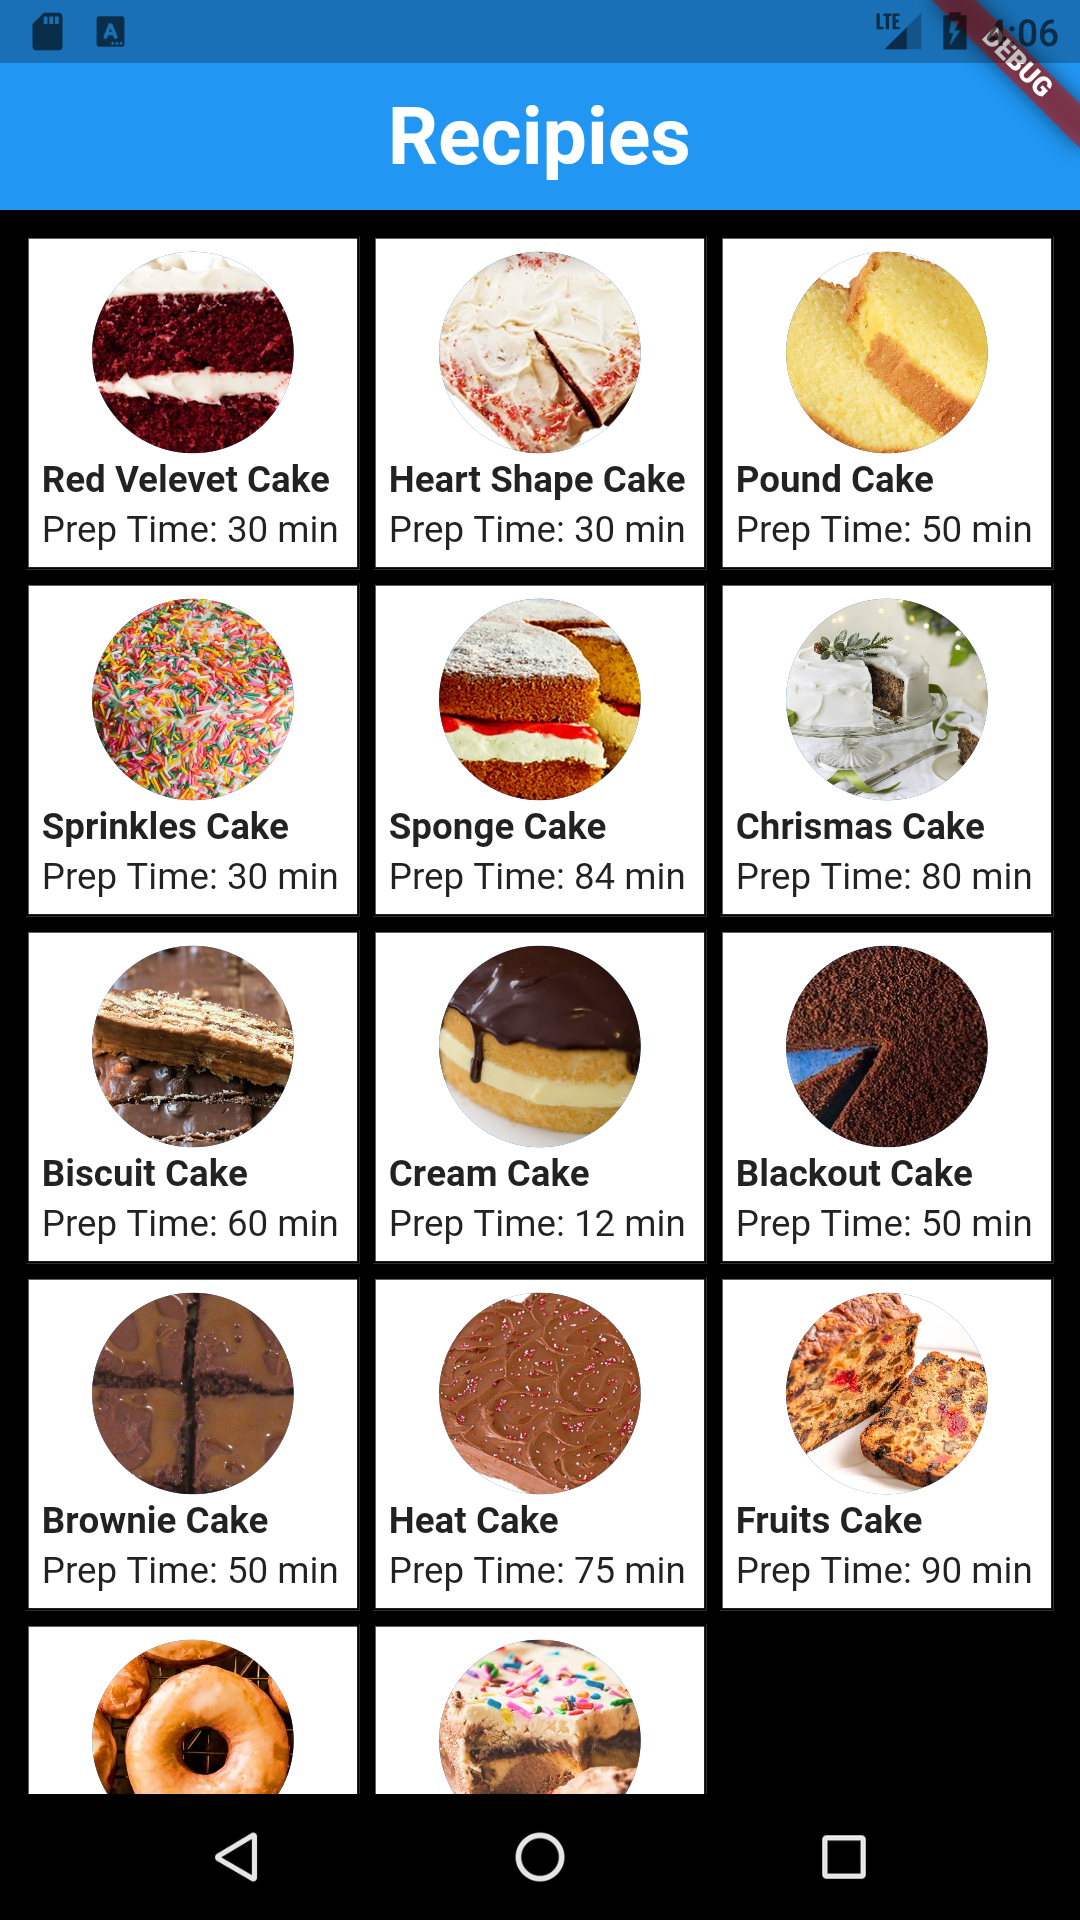 LTE
4:06
DEBUG
A
Recipies
Red Velevet Cake
Prep Time: 30 min
Heart Shape Cake
Prep Time: 30 min
Pound Cake
Prep Time: 50 min
Sprinkles Cake
Prep Time: 30 min
Sponge Cake
Prep Time: 84 min
Chrismas Cake
Prep Time: 80 min
Biscuit Cake
Prep Time: 60 min
Cream Cake
Prep Time: 12 min
Blackout Cake
Prep Time: 50 min
Brownie Cake
Prep Time: 50 min
Heat Cake
Prep Time: 75 min
Fruits Cake
Prep Time: 90 min